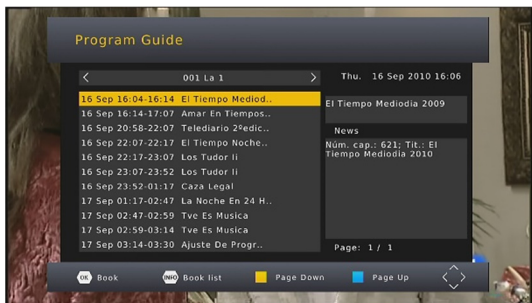 Program Guide
001 La 1
Thu. 16 Sep 2010 16:06
16 Sep 16:04-16:14 El Tiempo Mediod..
16 Sep 16:14-17:07 Amar En Tiempos..
16 Sep 20:58-22:07 Telediario 2ªedic..
16 Sep 22:07-22:17 El Tiempo Noche..
16 Sep 22:17-23:07 Los Tudor Ii
16 Sep 23:07-23:52 Los Tudor Ii
16 Sep 23:52-01:17 Caza Legal
17 Sep 01:17-02:47 La Noche En 24 H..
17 Sep 02:47-02:59 Tve Es Musica
17 Sep 02:59-03:14 Tve Es Musica
17 Sep 03:14-03:30 Ajuste De Progr..
El Tiempo Mediodia 2009
News
Núm. cap.: 621; Tit.: El
Tiempo Mediodia 2010
Page: 1/ 1
OK Book INFO Book list Page Down Page Up